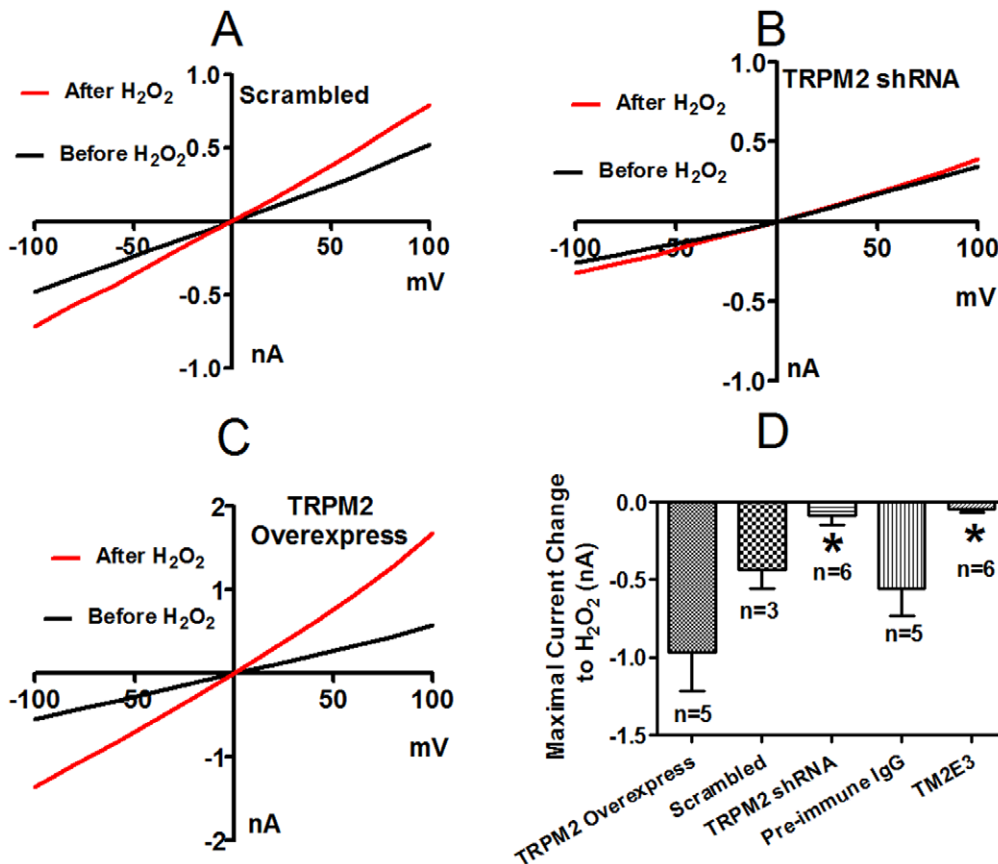 A
After H₂O₂
Scrambled
Before H₂O₂
1.0
0.5
-100
-50
50
100
mV
-0.5
-1.0
nA
B
TRPM2 shRNA
After H₂O₂
Before H₂O₂
1.0
0.5
-100
-50
50
100
mV
-0.5
-1.0
nA
C
TRPM2
Overexpress
After H₂O₂
Before H₂O₂
2
1
-100
-50
50
100
mV
-1
-2
nA
D
Maximal Current Change
to H₂O₂ (nA)
0.0
-0.5
-1.0
-1.5
n=5
n=3
*
n=6
n=5
*
n=6
TRPM2 Overexpress
Scrambled
TRPM2 shRNA
Pre-immune IgG
TM2E3